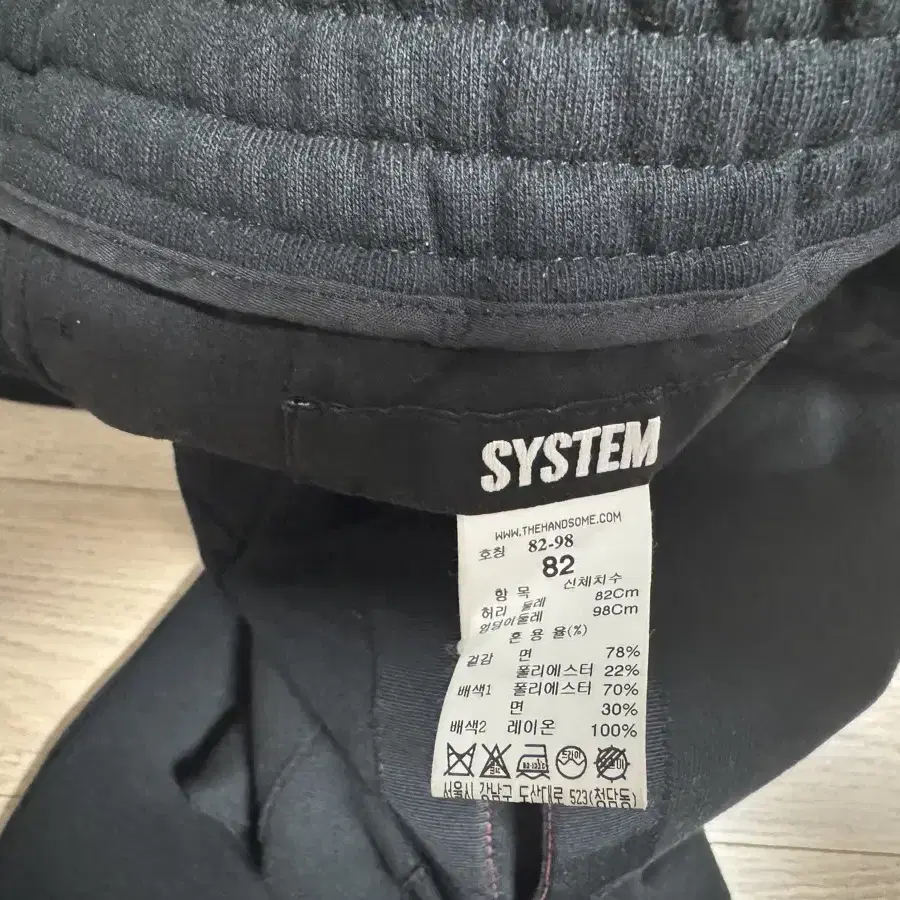 SYSTEM
WWW.THEHANDSOME.COM
호칭 82-98
82
항 목 신체치수
허리 둘레 82Cm
엉덩이둘레 98Cm
혼 용 율(%)
겉감 면 78%
폴리에스터 22%
배색1 폴리에스터 70%
면 30%
배색2 레이온 100%
드라이
서울시 강남구 도산대로 523(청담동)